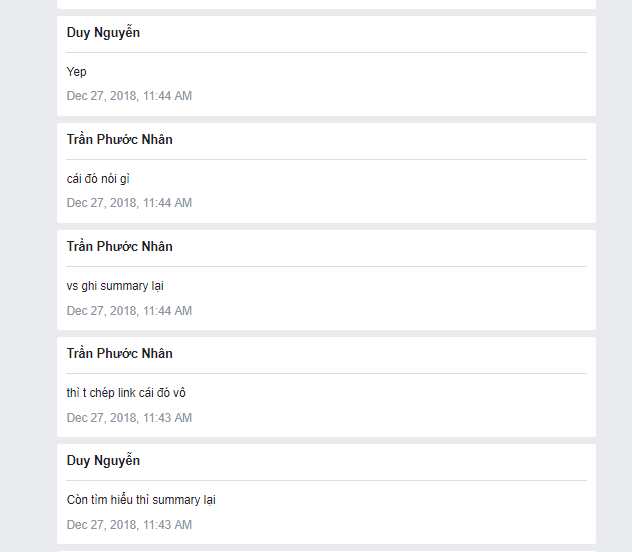 Duy Nguyễn
Yep
Dec 27, 2018, 11:44 AM
Trần Phước Nhân
cái đó nói gì
Dec 27, 2018, 11:44 AM
Trần Phước Nhân
vs ghi summary lại
Dec 27, 2018, 11:44 AM
Trần Phước Nhân
thì t chép link cái đó vô
Dec 27, 2018, 11:43 AM
Duy Nguyễn
Còn tìm hiểu thì summary lại
Dec 27, 2018, 11:43 AM